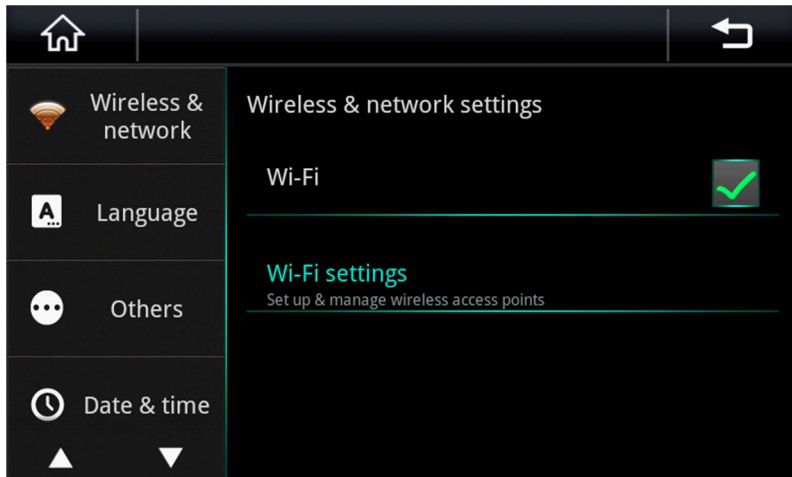 Wireless &
network
Wireless & network settings
Wi-Fi
A...
Language
Wi-Fi settings
Set up & manage wireless access points
Others
Date & time